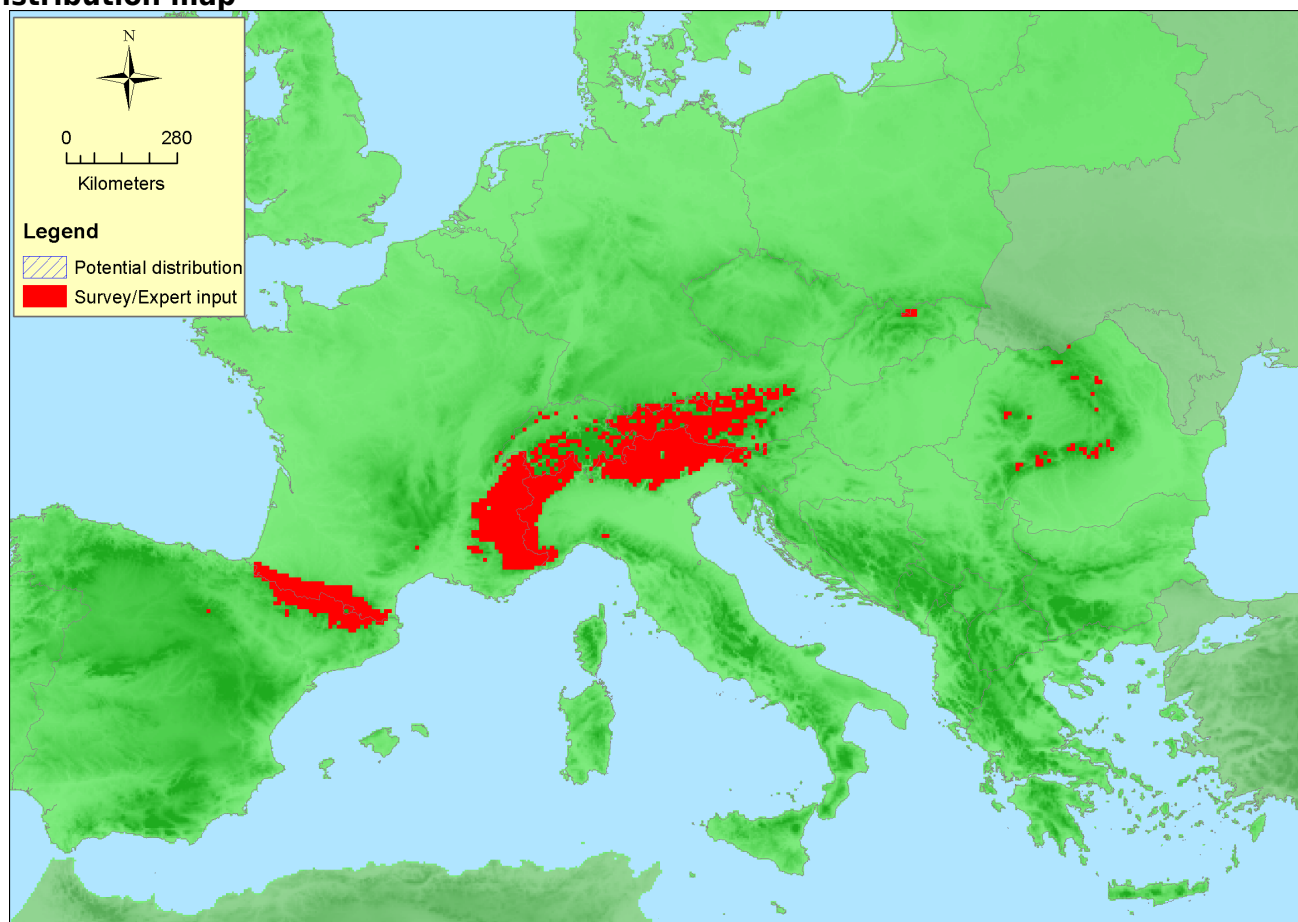 N
0 280
Kilometers
Legend
Potential distribution
Survey/Expert input